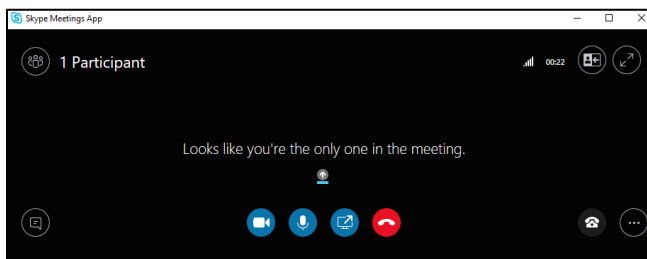 Skype Meetings App
1 Participant
00:22
Looks like you're the only one in the meeting.